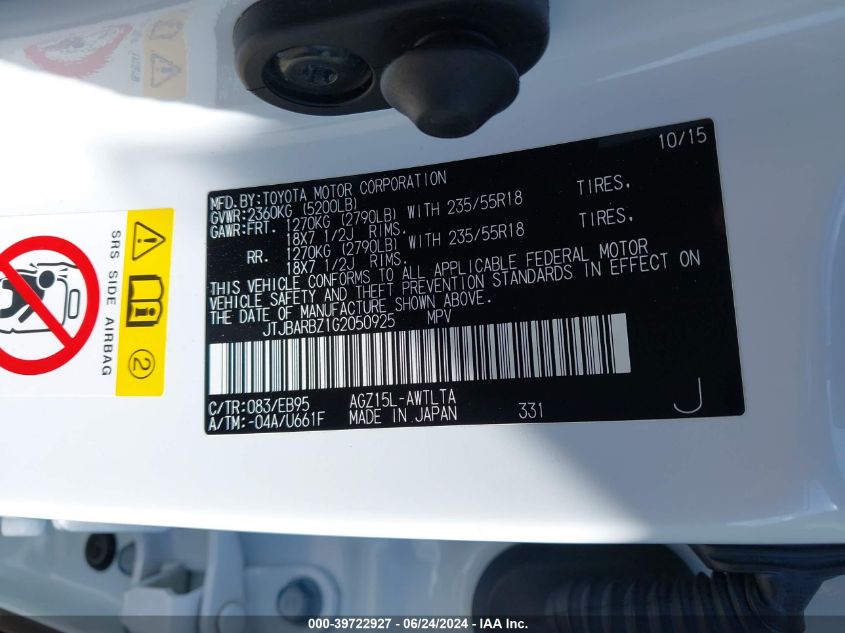 10/15
MFD.BY:TOYOTA MOTOR CORPORATION
GVWR:2360KG (5200LB)
GAWR:FRT. 1270KG (2790LB) WITH 235/55R18 TIRES,
18X7 1/2J RIMS.
RR. 1270KG (2790LB) WITH 235/55R18 TIRES,
18X7 1/2J RIMS.
THIS VEHICLE CONFORMS TO ALL APPLICABLE FEDERAL MOTOR
VEHICLE SAFETY AND THEFT PREVENTION STANDARDS IN EFFECT ON
THE DATE OF MANUFACTURE SHOWN ABOVE.
JTJBARBZ1G2050925 MPV
C/TR:083/EB95 AGZ15L-AWTLTA
A/TM:-04A/U661F MADE IN JAPAN 331 J
SRS SIDE AIRBAG
2
000-39722927 - 06/24/2024 - IAAI.com